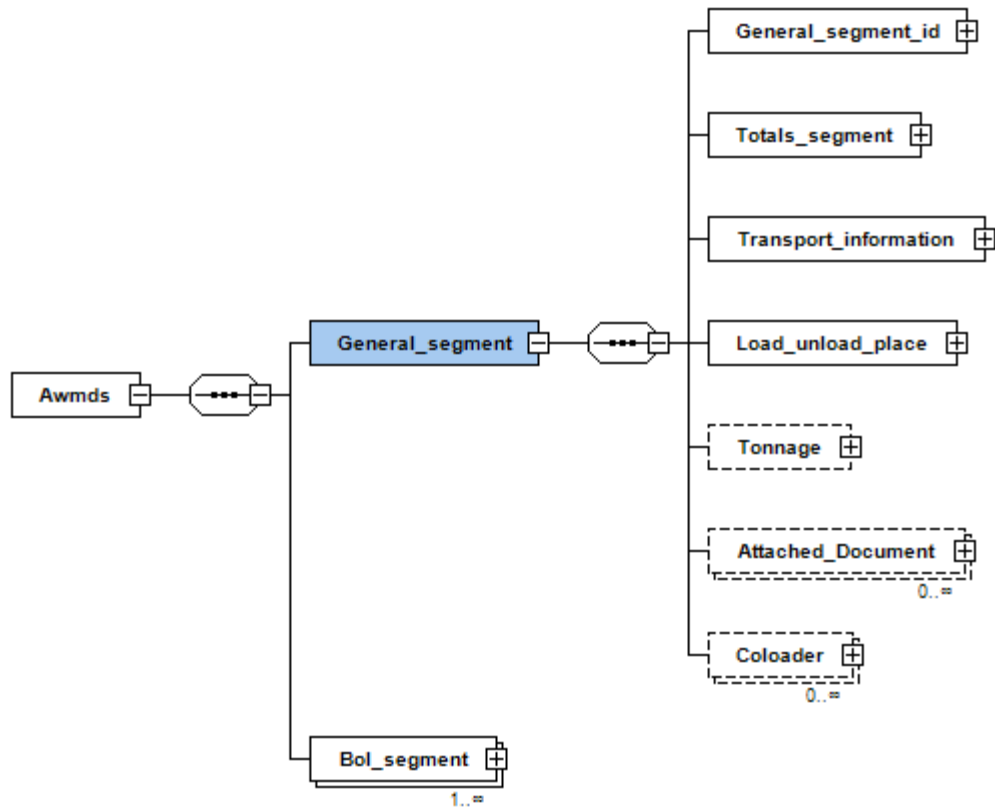 General_segment_id
Totals_segment
Transport_information
General_segment
Load_unload_place
Awmds
Tonnage
Attached_Document
0..∞
Coloader
0..∞
Bol_segment
1..∞